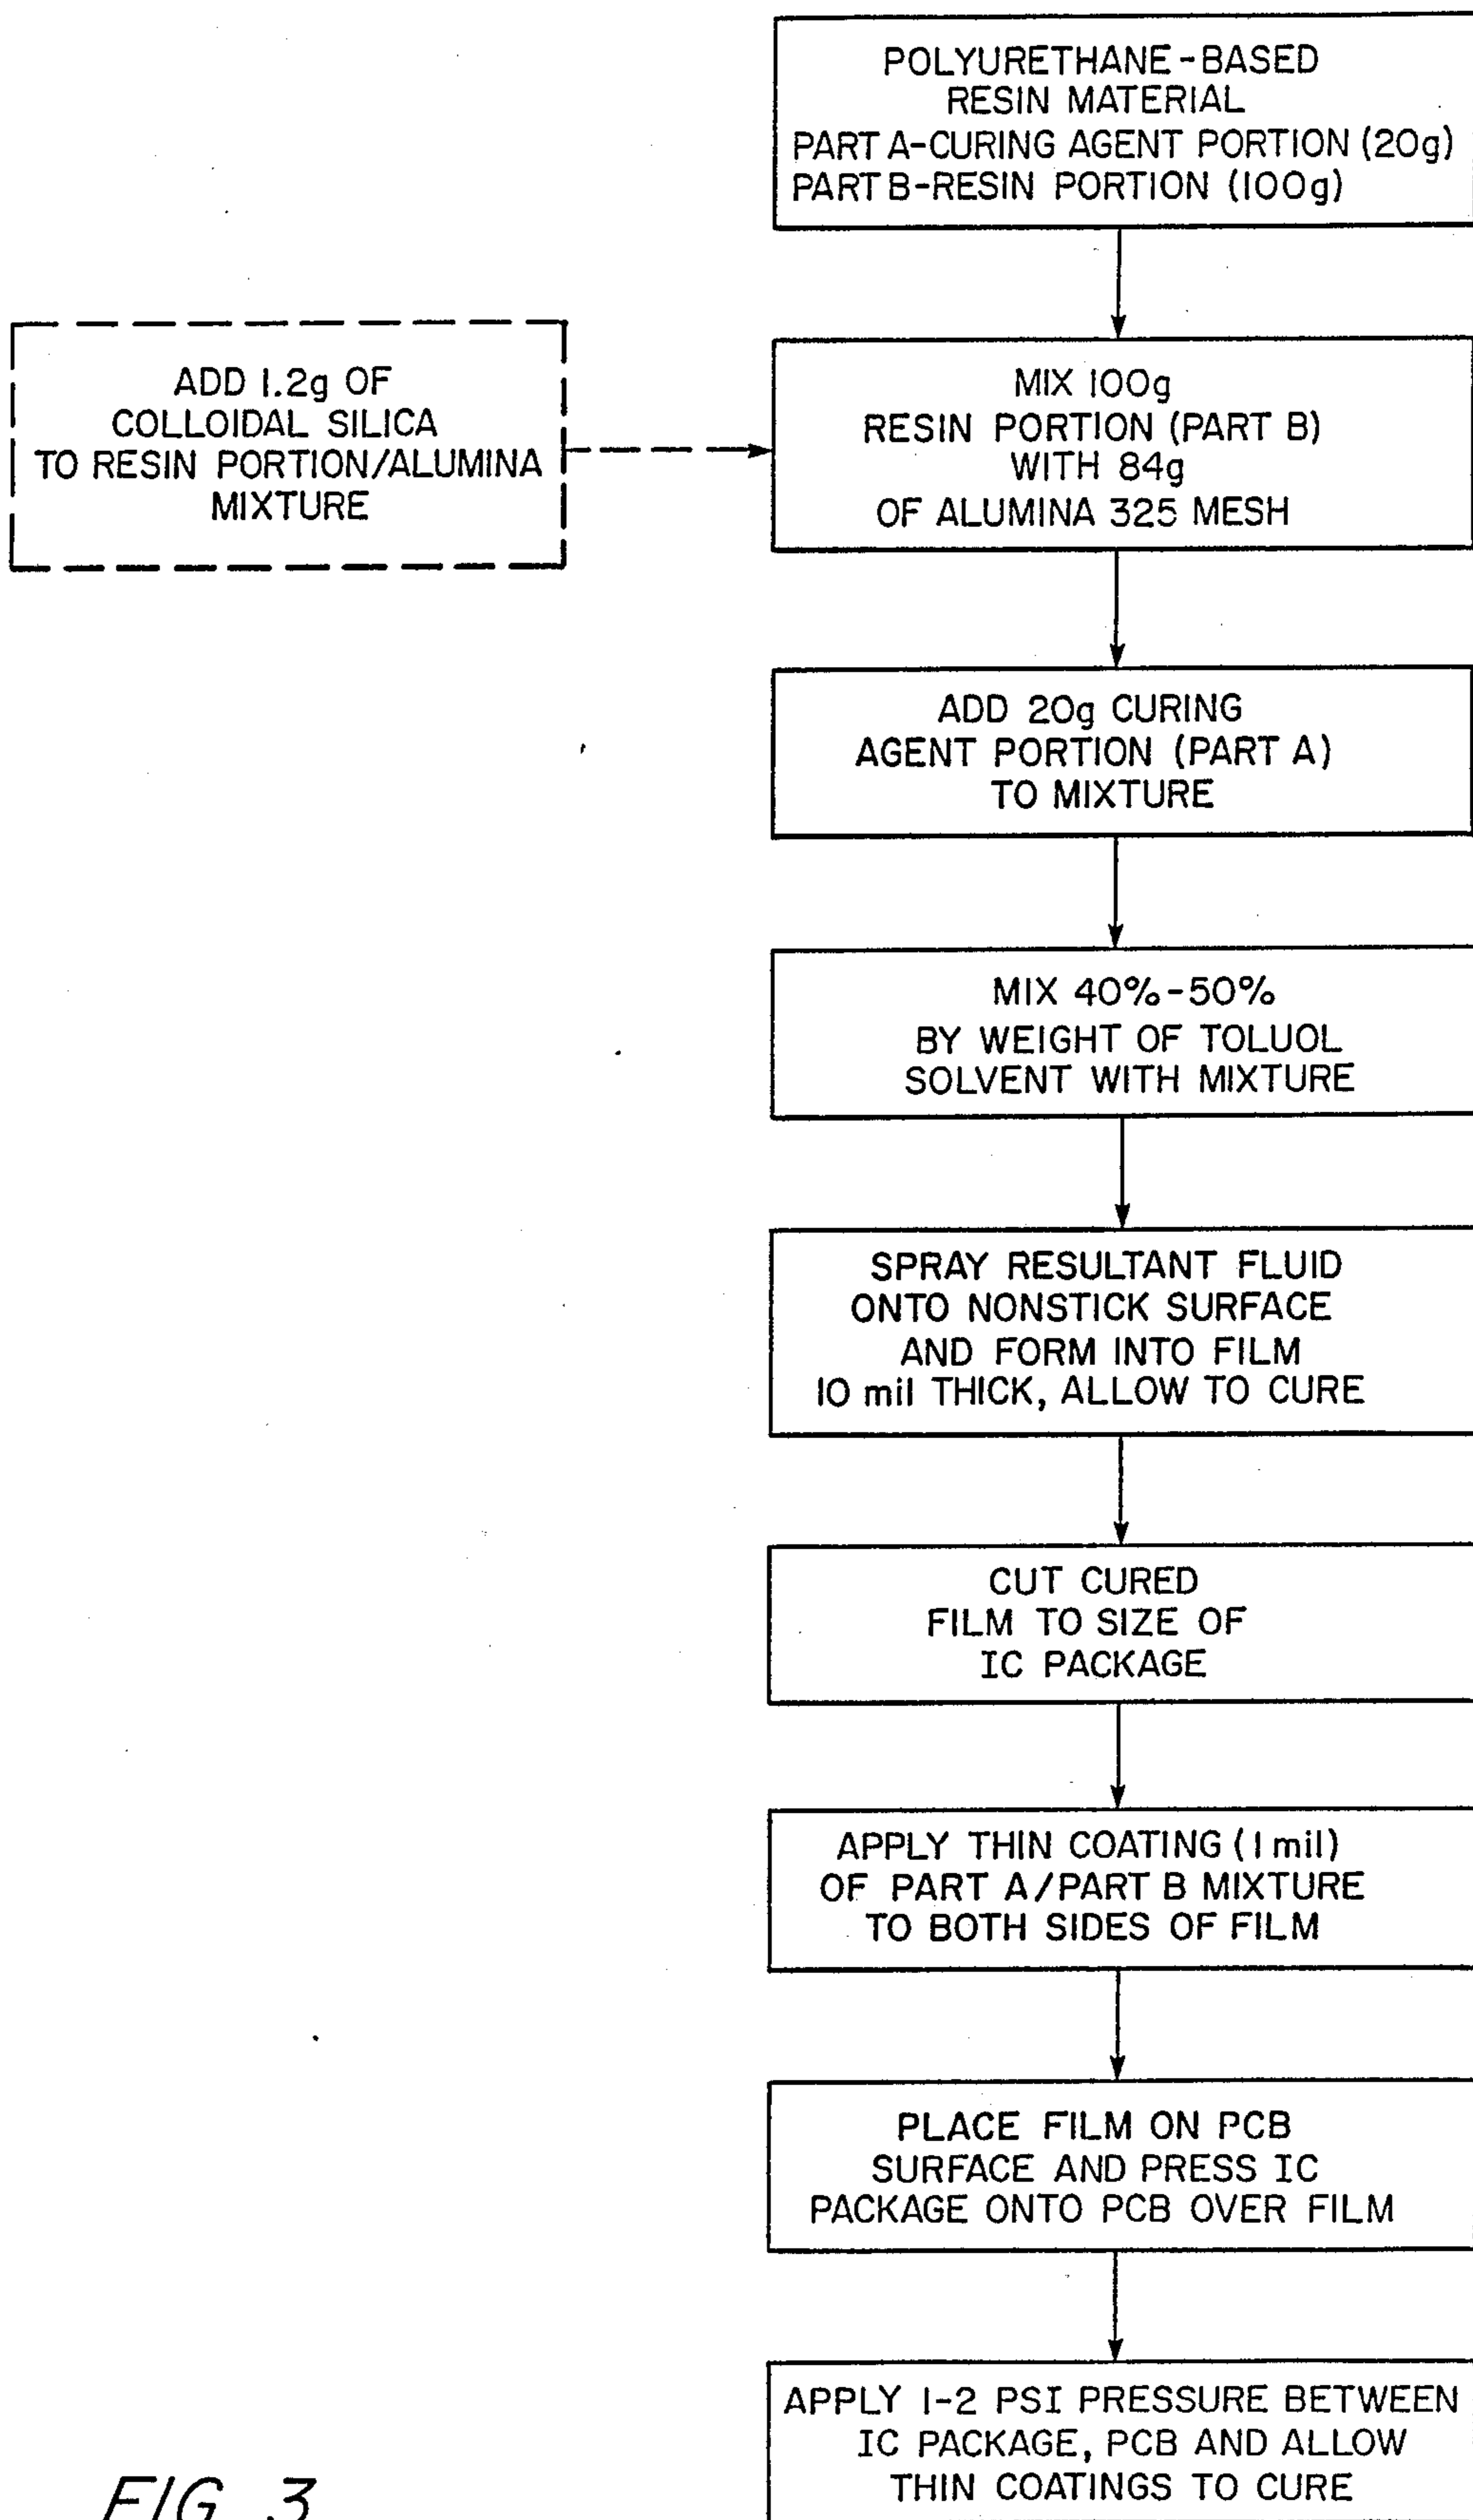 POLYURETHANE-BASED
RESIN MATERIAL
PART A-CURING AGENT PORTION (20g)
PART B-RESIN PORTION (100g)
ADD 1.2g OF
COLLOIDAL SILICA
TO RESIN PORTION/ALUMINA
MIXTURE
MIX 100g
RESIN PORTION (PART B)
WITH 84g
OF ALUMINA 325 MESH
ADD 20g CURING
AGENT PORTION (PART A)
TO MIXTURE
MIX 40%-50%
BY WEIGHT OF TOLUOL
SOLVENT WITH MIXTURE
SPRAY RESULTANT FLUID
ONTO NONSTICK SURFACE
AND FORM INTO FILM
10 mil THICK, ALLOW TO CURE
CUT CURED
FILM TO SIZE OF
IC PACKAGE
APPLY THIN COATING (1 mil)
OF PART A/PART B MIXTURE
TO BOTH SIDES OF FILM
PLACE FILM ON PCB
SURFACE AND PRESS IC
PACKAGE ONTO PCB OVER FILM
APPLY 1-2 PSI PRESSURE BETWEEN
IC PACKAGE, PCB AND ALLOW
THIN COATINGS TO CURE
FIG. 3